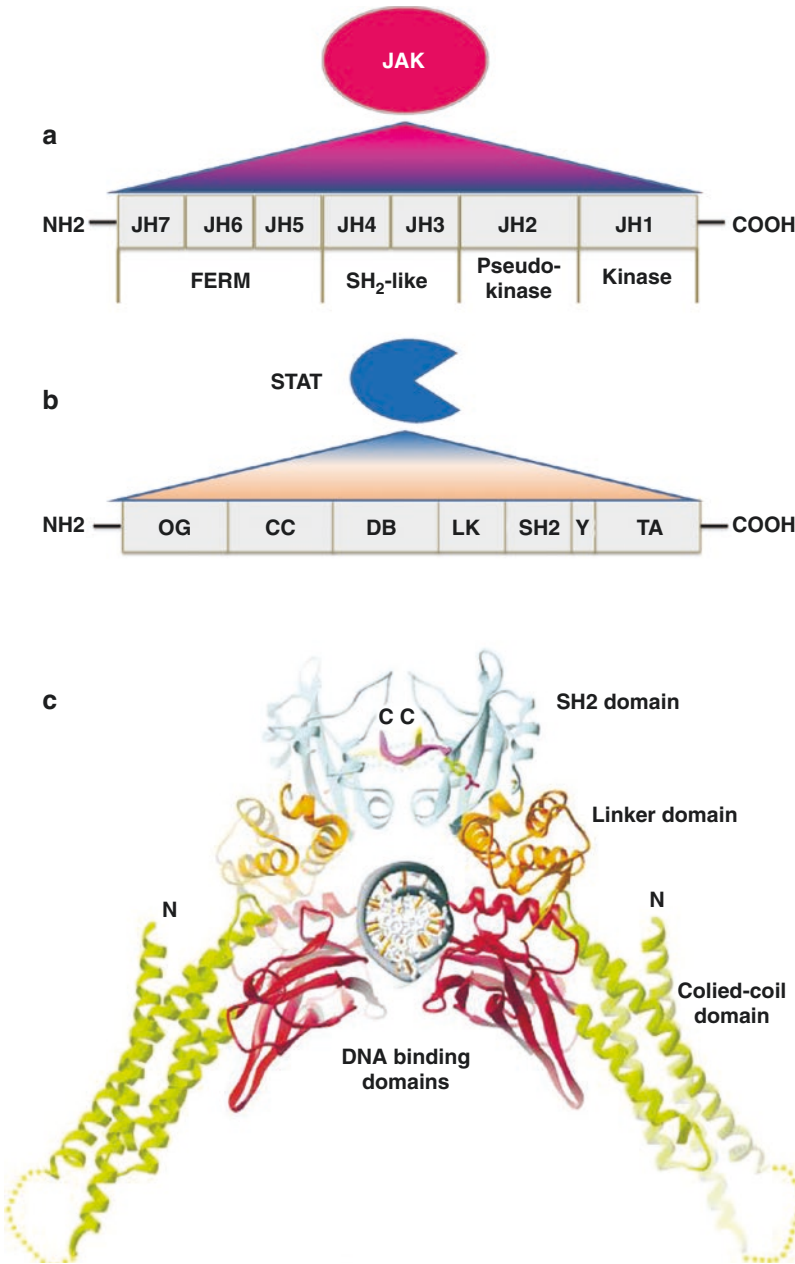 JAK
a
NH2 JH7 JH6 JH5 JH4 JH3 JH2 JH1 COOH
FERM SH₂-like Pseudo-kinase Kinase
STAT
b
NH2 OG CC DB LK SH2 Y TA COOH
c
C C
SH2 domain
Linker domain
N N
Colied-coil
domain
DNA binding
domains